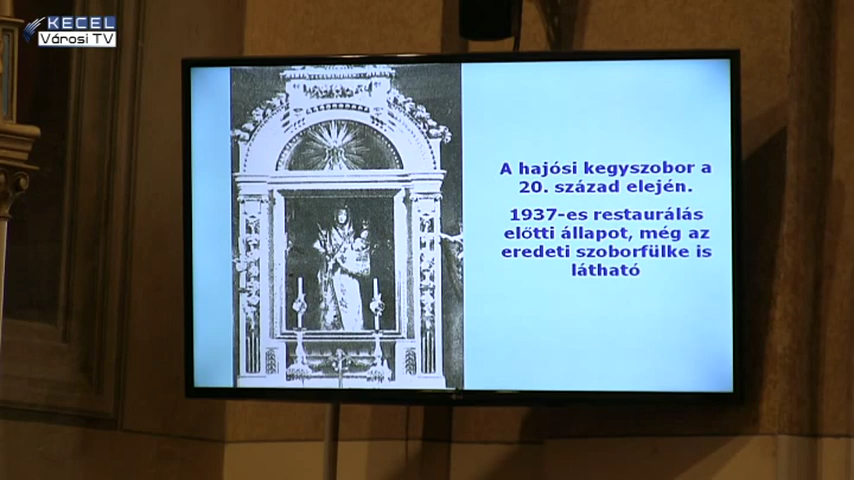 KECEL
Városi TV
A hajósi kegyszobor a
20. század elején.
1937-es restaurálás
előtti állapot, még az
eredeti szoborfülke is
látható